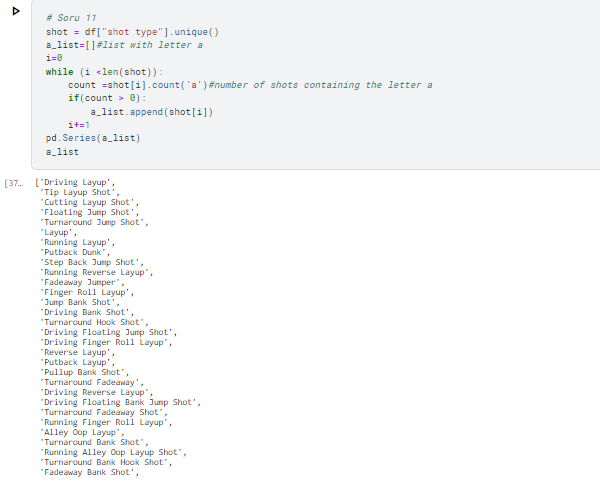 # Soru 11
shot = df["shot type"].unique()
a_list=[]#list with letter a
i=0
while (i <len(shot)):
    count =shot[i].count('a')#number of shots containing the letter a
    if(count > 0):
        a_list.append(shot[i])
    i+=1
pd.Series(a_list)
a_list
[37… ['Driving Layup',
'Tip Layup Shot',
'Cutting Layup Shot',
'Floating Jump Shot',
'Turnaround Jump Shot',
'Layup',
'Running Layup',
'Putback Dunk',
'Step Back Jump Shot',
'Running Reverse Layup',
'Fadeaway Jumper',
'Finger Roll Layup',
'Jump Bank Shot',
'Driving Bank Shot',
'Turnaround Hook Shot',
'Driving Floating Jump Shot',
'Driving Finger Roll Layup',
'Reverse Layup',
'Putback Layup',
'Pullup Bank Shot',
'Turnaround Fadeaway',
'Driving Reverse Layup',
'Driving Floating Bank Jump Shot',
'Turnaround Fadeaway Shot',
'Running Finger Roll Layup',
'Alley Oop Layup',
'Turnaround Bank Shot',
'Running Alley Oop Layup Shot',
'Turnaround Bank Hook Shot',
'Fadeaway Bank Shot',